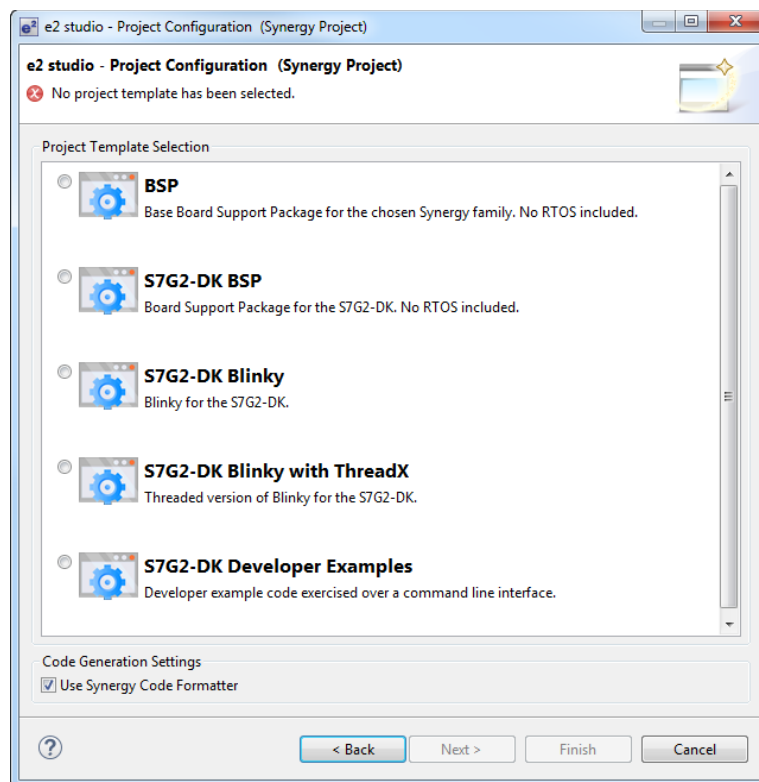 e2 studio - Project Configuration (Synergy Project)
e2 studio - Project Configuration (Synergy Project)
No project template has been selected.
Project Template Selection
BSP
Base Board Support Package for the chosen Synergy family. No RTOS included.
S7G2-DK BSP
Board Support Package for the S7G2-DK. No RTOS included.
S7G2-DK Blinky
Blinky for the S7G2-DK.
S7G2-DK Blinky with ThreadX
Threaded version of Blinky for the S7G2-DK.
S7G2-DK Developer Examples
Developer example code exercised over a command line interface.
Code Generation Settings
Use Synergy Code Formatter
? < Back Next > Finish Cancel